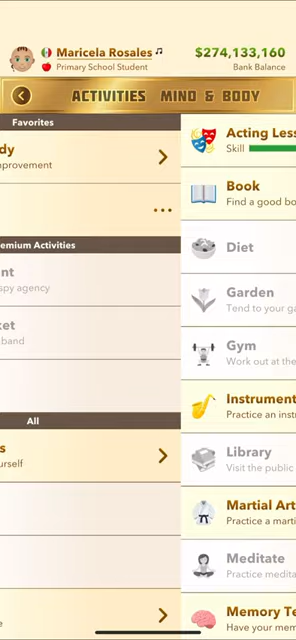 Maricela Rosales
$274,133,160
Primary School Student
Bank Balance
ACTIVITIES MIND & BODY
Favorites
dy
provement
...
emium Activities
nt
spy agency
ket
band
All
s
urself
e
Acting Less
Skill
Book
Find a good bo
Diet
Garden
Tend to your ga
Gym
Work out at the
Instrument
Practice an inst
Library
Visit the public
Martial Art
Practice a marti
Meditate
Practice medita
Memory Te
Have your mem